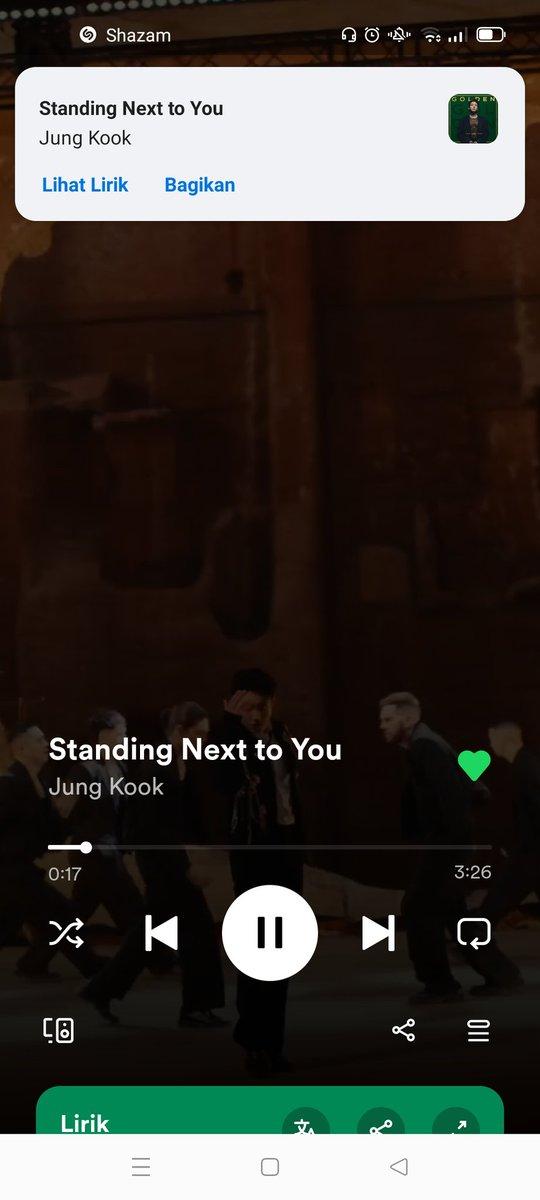 Shazam
Standing Next to You
Jung Kook
GOLDEN
Lihat Lirik
Bagikan
Standing Next to You
Jung Kook
0:17
3:26
Lirik